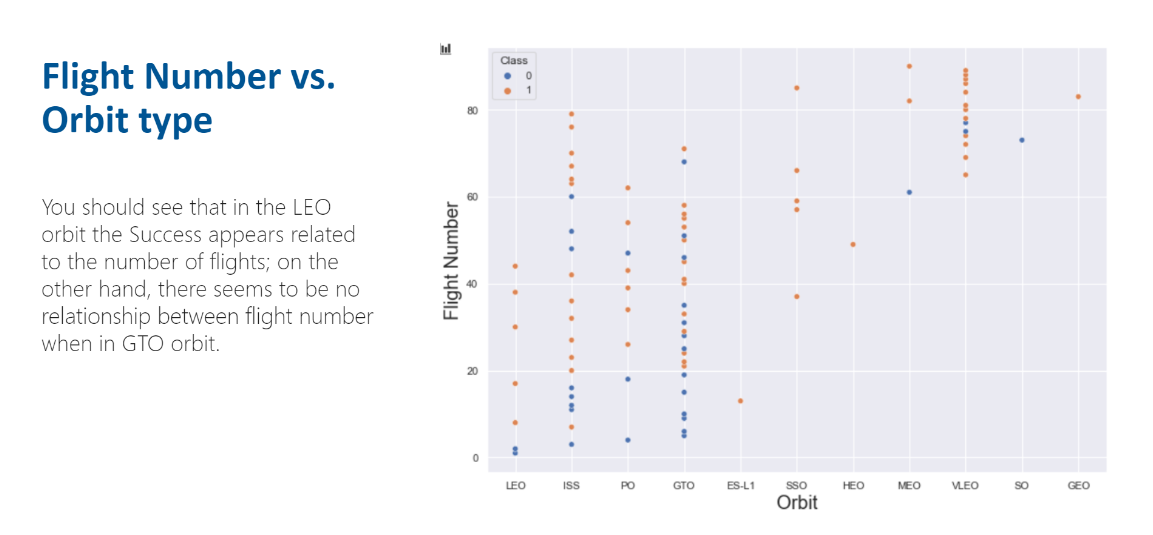 Flight Number vs.
Orbit type
You should see that in the LEO
orbit the Success appears related
to the number of flights; on the
other hand, there seems to be no
relationship between flight number
when in GTO orbit.
Class
0
1
Flight Number
80
60
40
20
0
LEO ISS PO GTO ES-L1 SSO HEO MEO VLEO SO GEO
Orbit